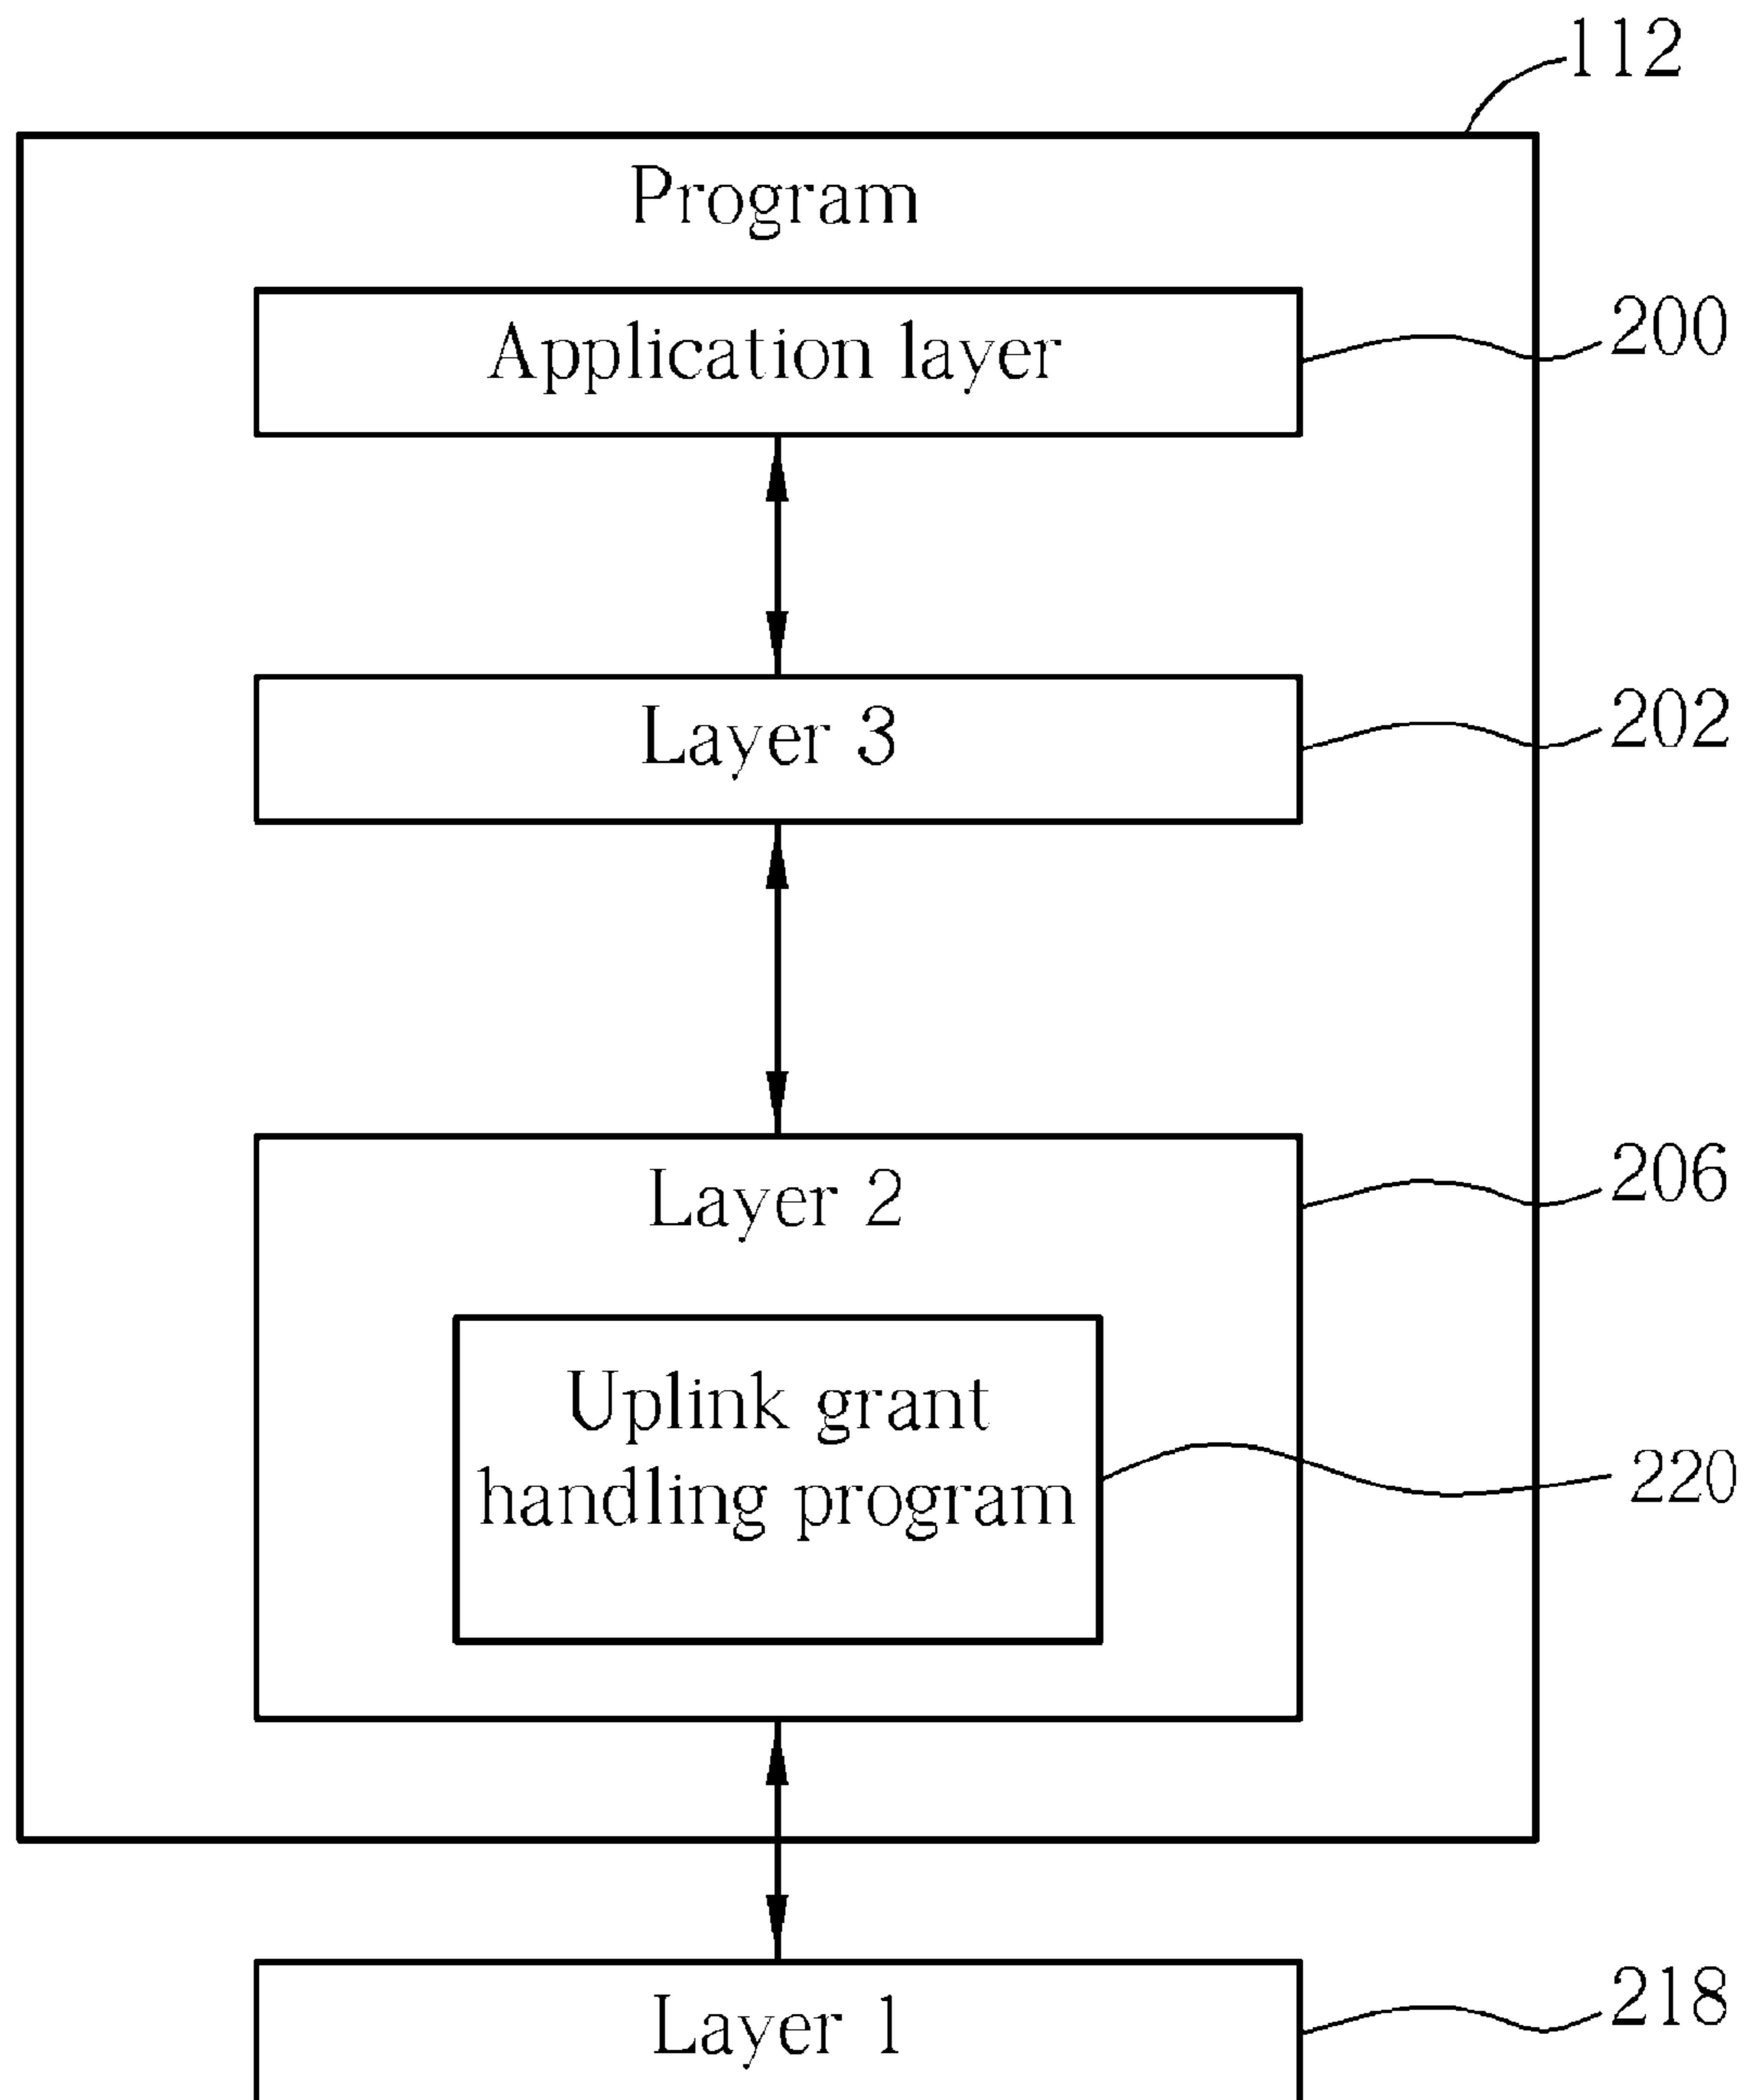 112
Program
Application layer
200
Layer 3
202
Layer 2
206
Uplink grant
handling program
220
Layer 1
218